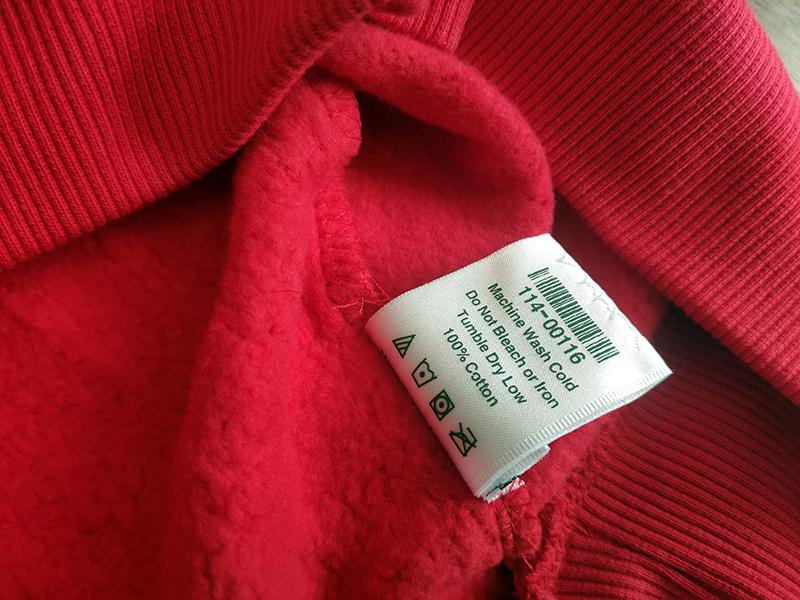 114-00116
Machine Wash Cold
Do Not Bleach or Iron
Tumble Dry Low
100% Cotton